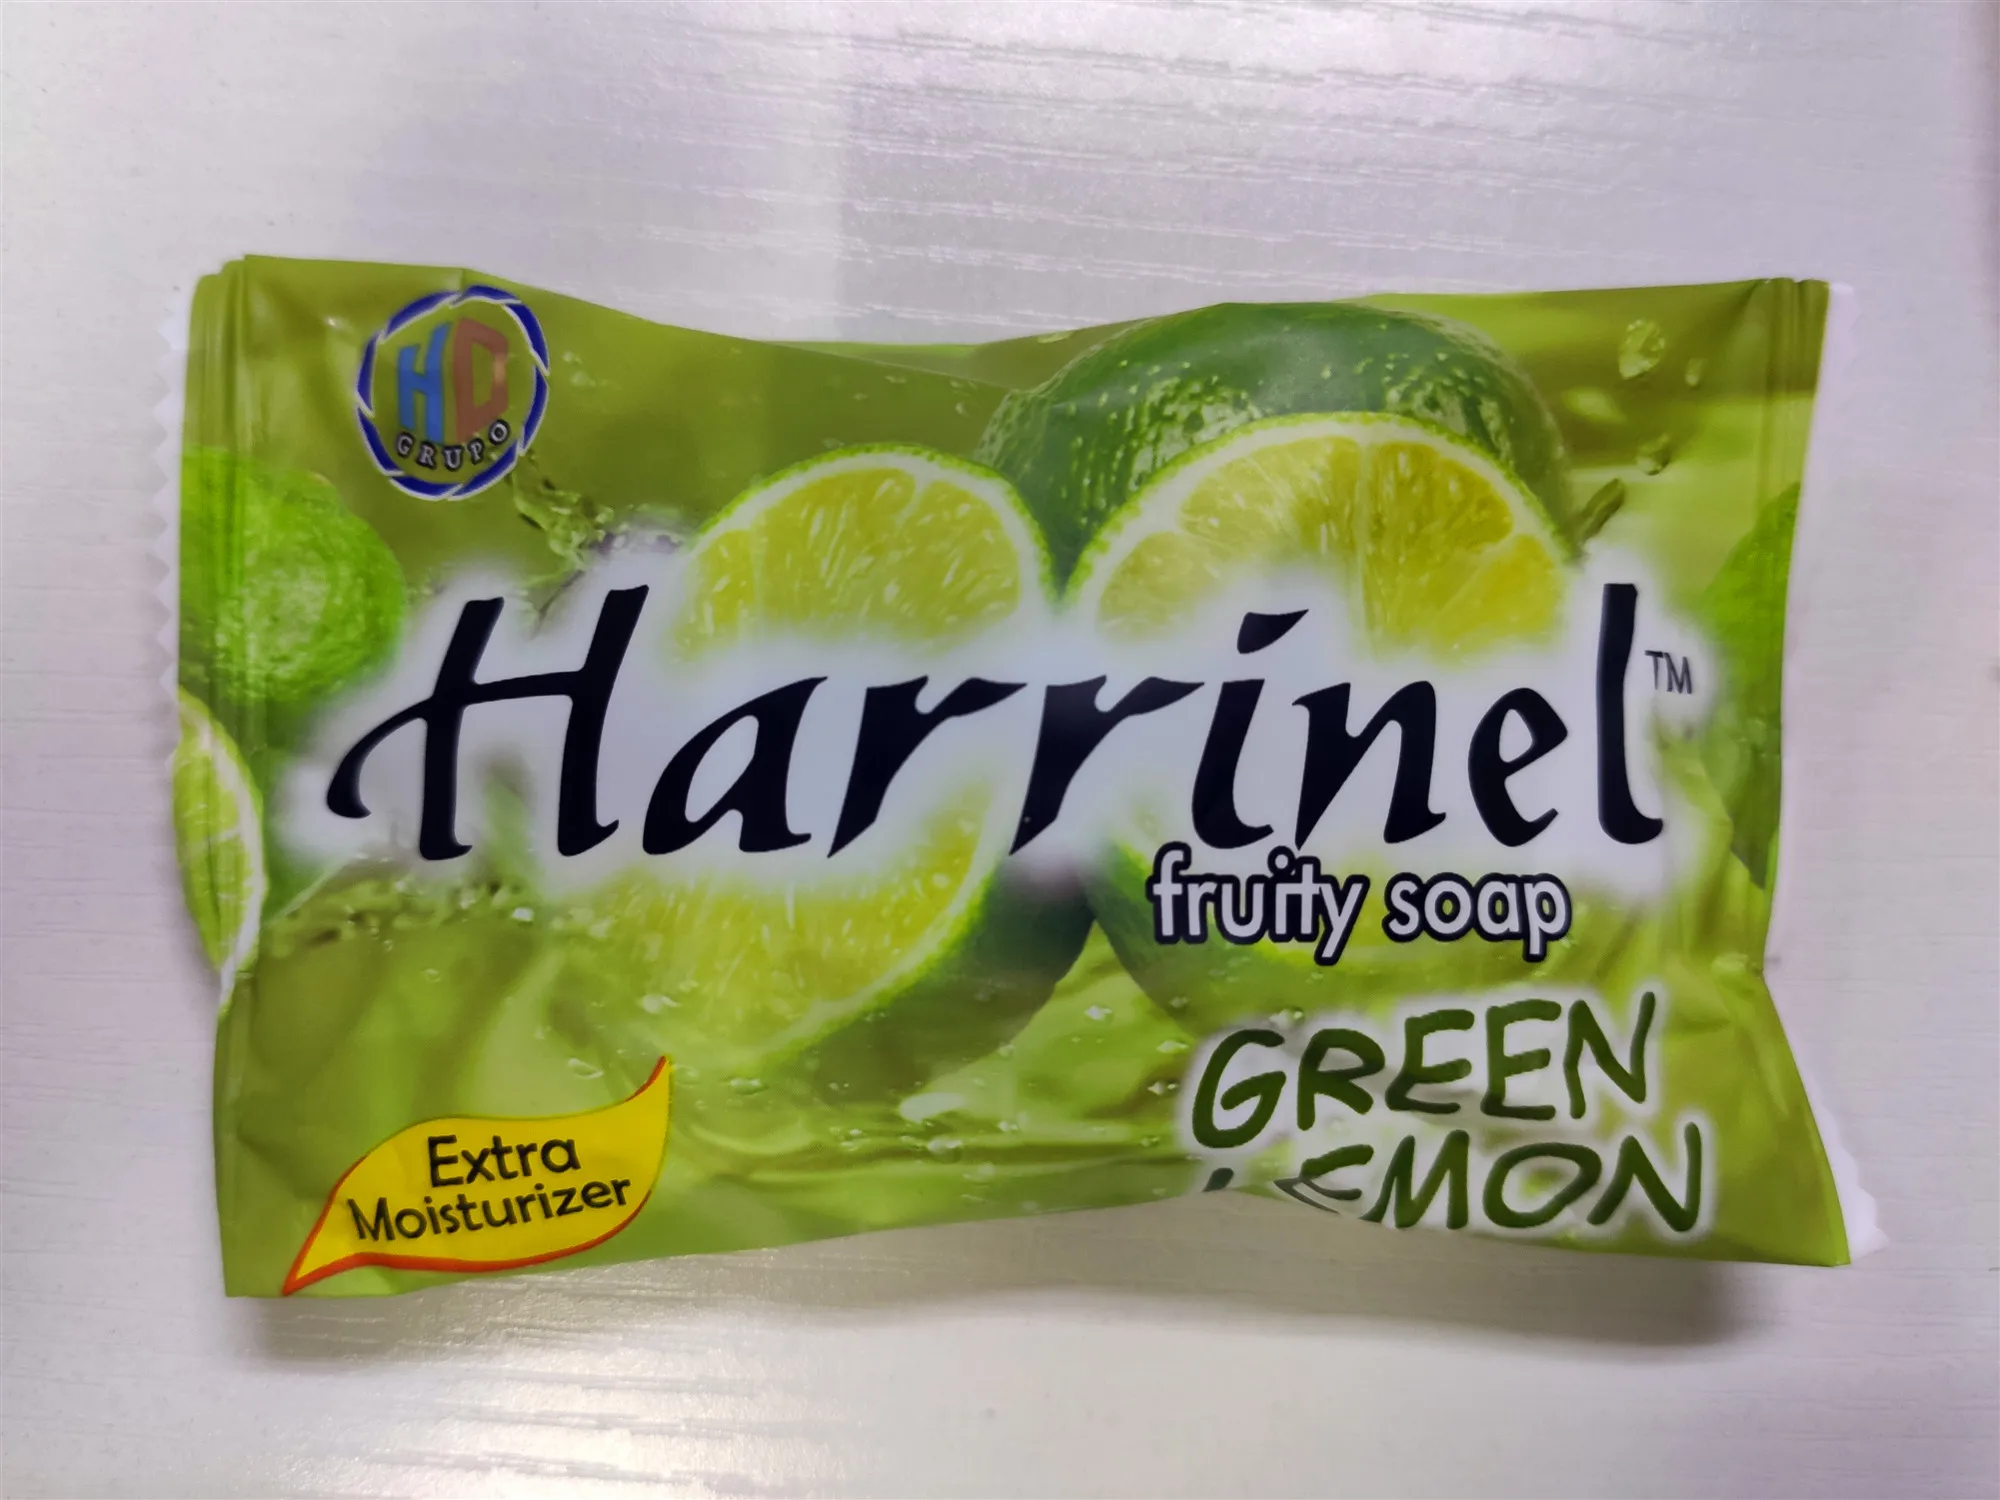 HD
GRUPO
Harrinel™
fruity soap
GREEN
LEMON
Extra
Moisturizer